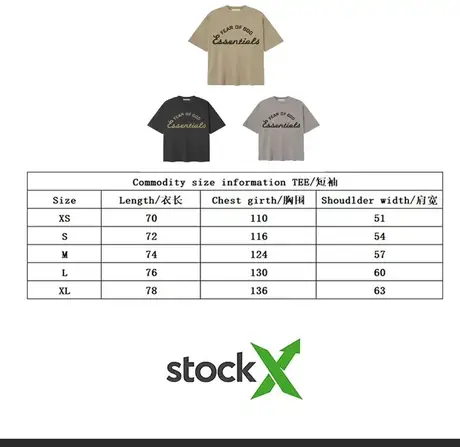 FEAR OF GOD
Essentials
FEAR OF GOD
Essentials
FEAR OF GOD
Essentials
Commodity size information TEE/短袖
Size Length/衣长 Chest girth/胸围 Shoudlder width/肩宽
XS 70 110 51
S 72 116 54
M 74 124 57
L 76 130 60
XL 78 136 63
stockX